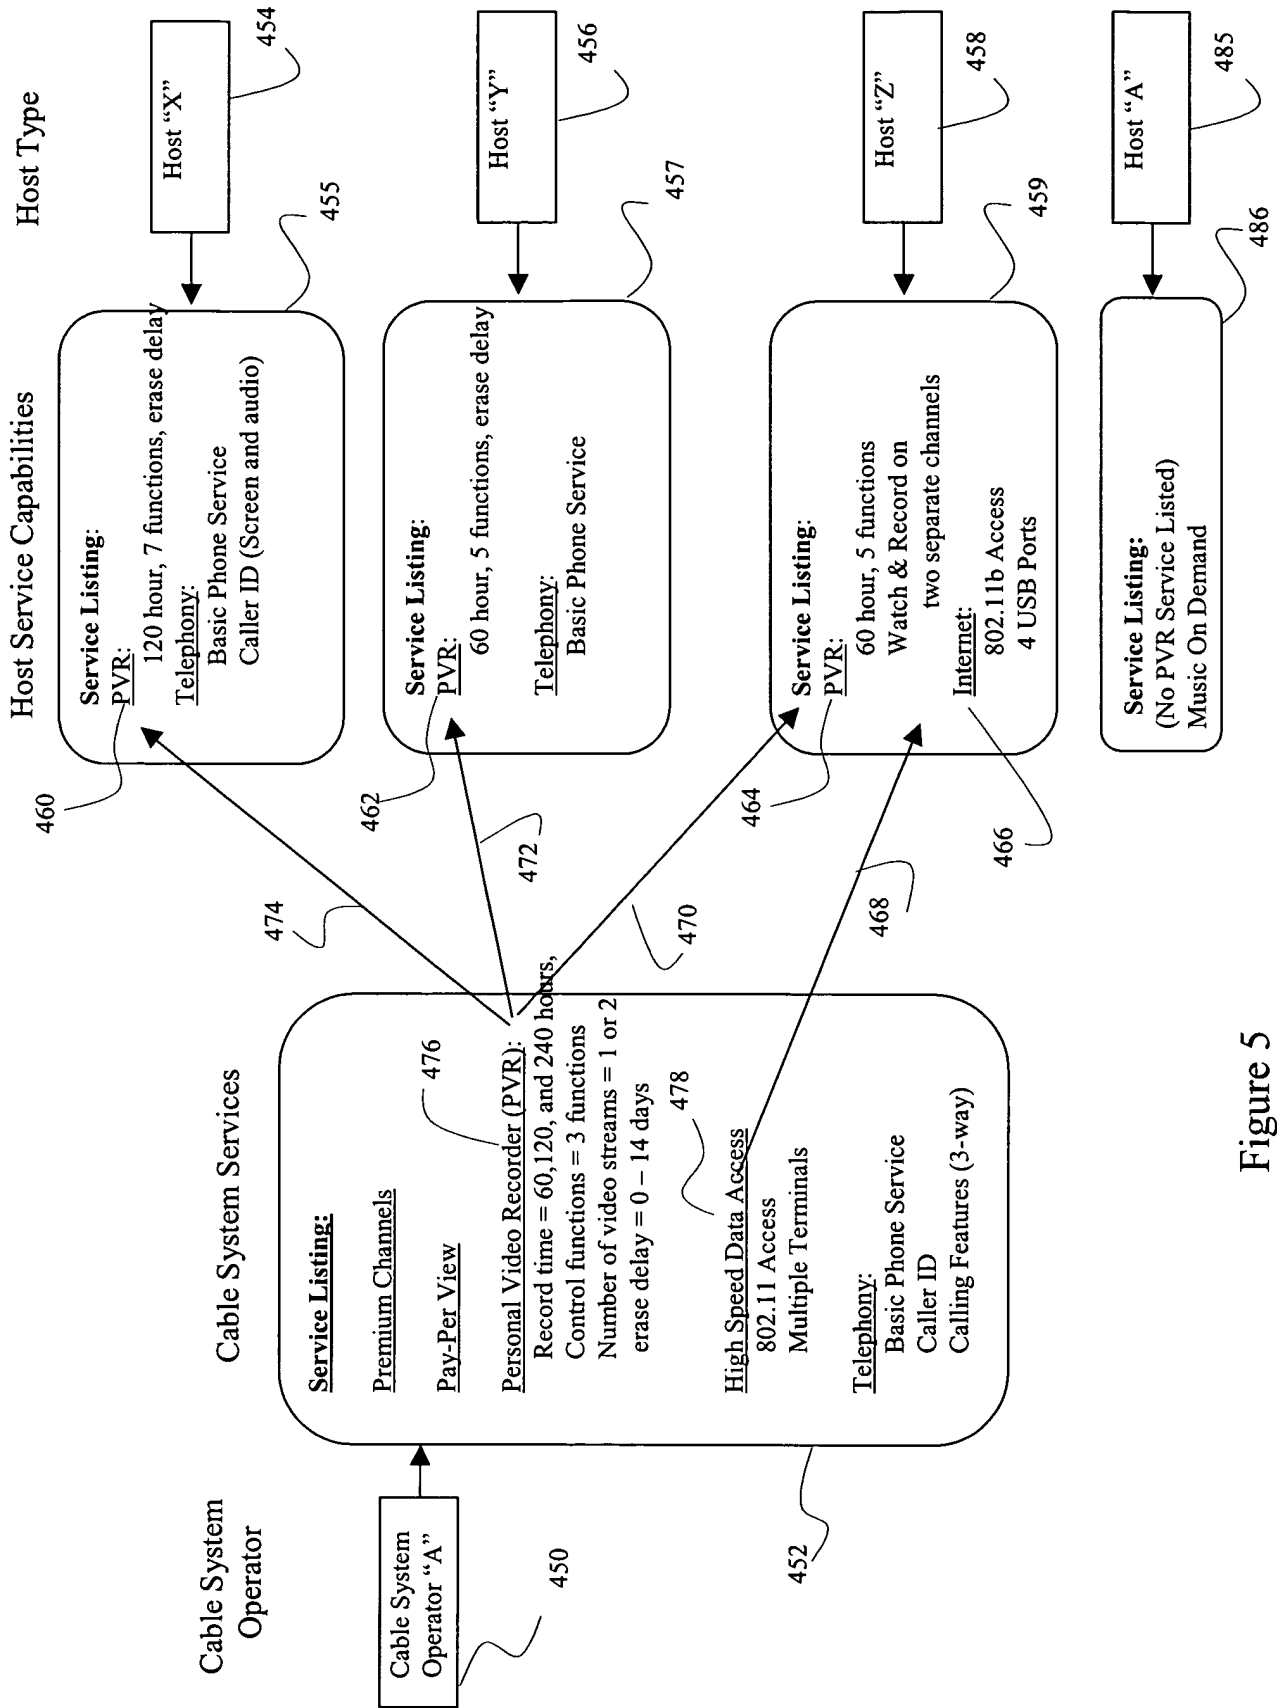 Cable System
Operator
Cable System Services
Host Service Capabilities
Host Type
Cable System
Operator “A”
450
452
Service Listing:
Premium Channels
Pay-Per View
Personal Video Recorder (PVR):
Record time = 60,120, and 240 hours,
Control functions = 3 functions
Number of video streams = 1 or 2
erase delay = 0 – 14 days
476
High Speed Data Access
802.11 Access
Multiple Terminals
478
Telephony:
Basic Phone Service
Caller ID
Calling Features (3-way)
474
472
470
468
460
Service Listing:
PVR:
120 hour, 7 functions, erase delay
Telephony:
Basic Phone Service
Caller ID (Screen and audio)
455
Host “X”
454
462
Service Listing:
PVR:
60 hour, 5 functions, erase delay
Telephony:
Basic Phone Service
457
Host “Y”
456
464
Service Listing:
PVR:
60 hour, 5 functions
Watch & Record on
two separate channels
Internet:
802.11b Access
4 USB Ports
466
459
Host “Z”
458
Service Listing:
(No PVR Service Listed)
Music On Demand
486
Host “A”
485
Figure 5